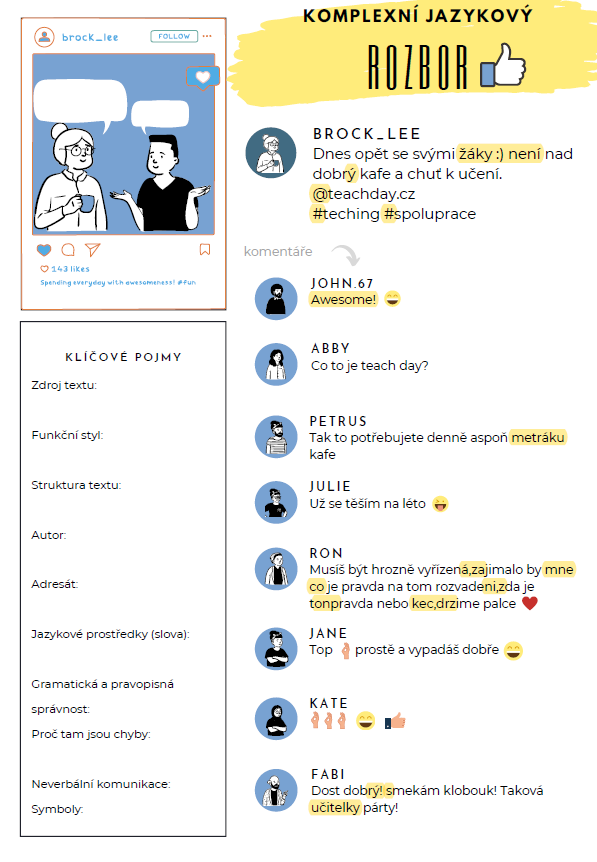 KOMPLEXNÍ JAZYKOVÝ
ROZBOR
brock_lee
FOLLOW
143 likes
Spending everyday with awesomeness! #fun
BROCK_LEE
Dnes opět se svými žáky :) není nad
dobrý kafe a chuť k učení.
@teachday.cz
#teching #spoluprace
komentáře
JOHN.67
Awesome! 😄
ABBY
Co to je teach day?
PETRUS
Tak to potřebujete denně aspoň metráku
kafe
JULIE
Už se těším na léto 😜
RON
Musíš být hrozně vyřízená,zajimalo by mne
co je pravda na tom rozvadeni,zda je
tonpravda nebo kec,drzime palce ❤️
JANE
Top 👌 prostě a vypadáš dobře 😄
KATE
👌👌👌 😄 👍
FABI
Dost dobrý! smekám klobouk! Taková
učitelky párty!
KLÍČOVÉ POJMY
Zdroj textu:
Funkční styl:
Struktura textu:
Autor:
Adresát:
Jazykové prostředky (slova):
Gramatická a pravopisná
správnost:
Proč tam jsou chyby:
Neverbální komunikace:
Symboly: